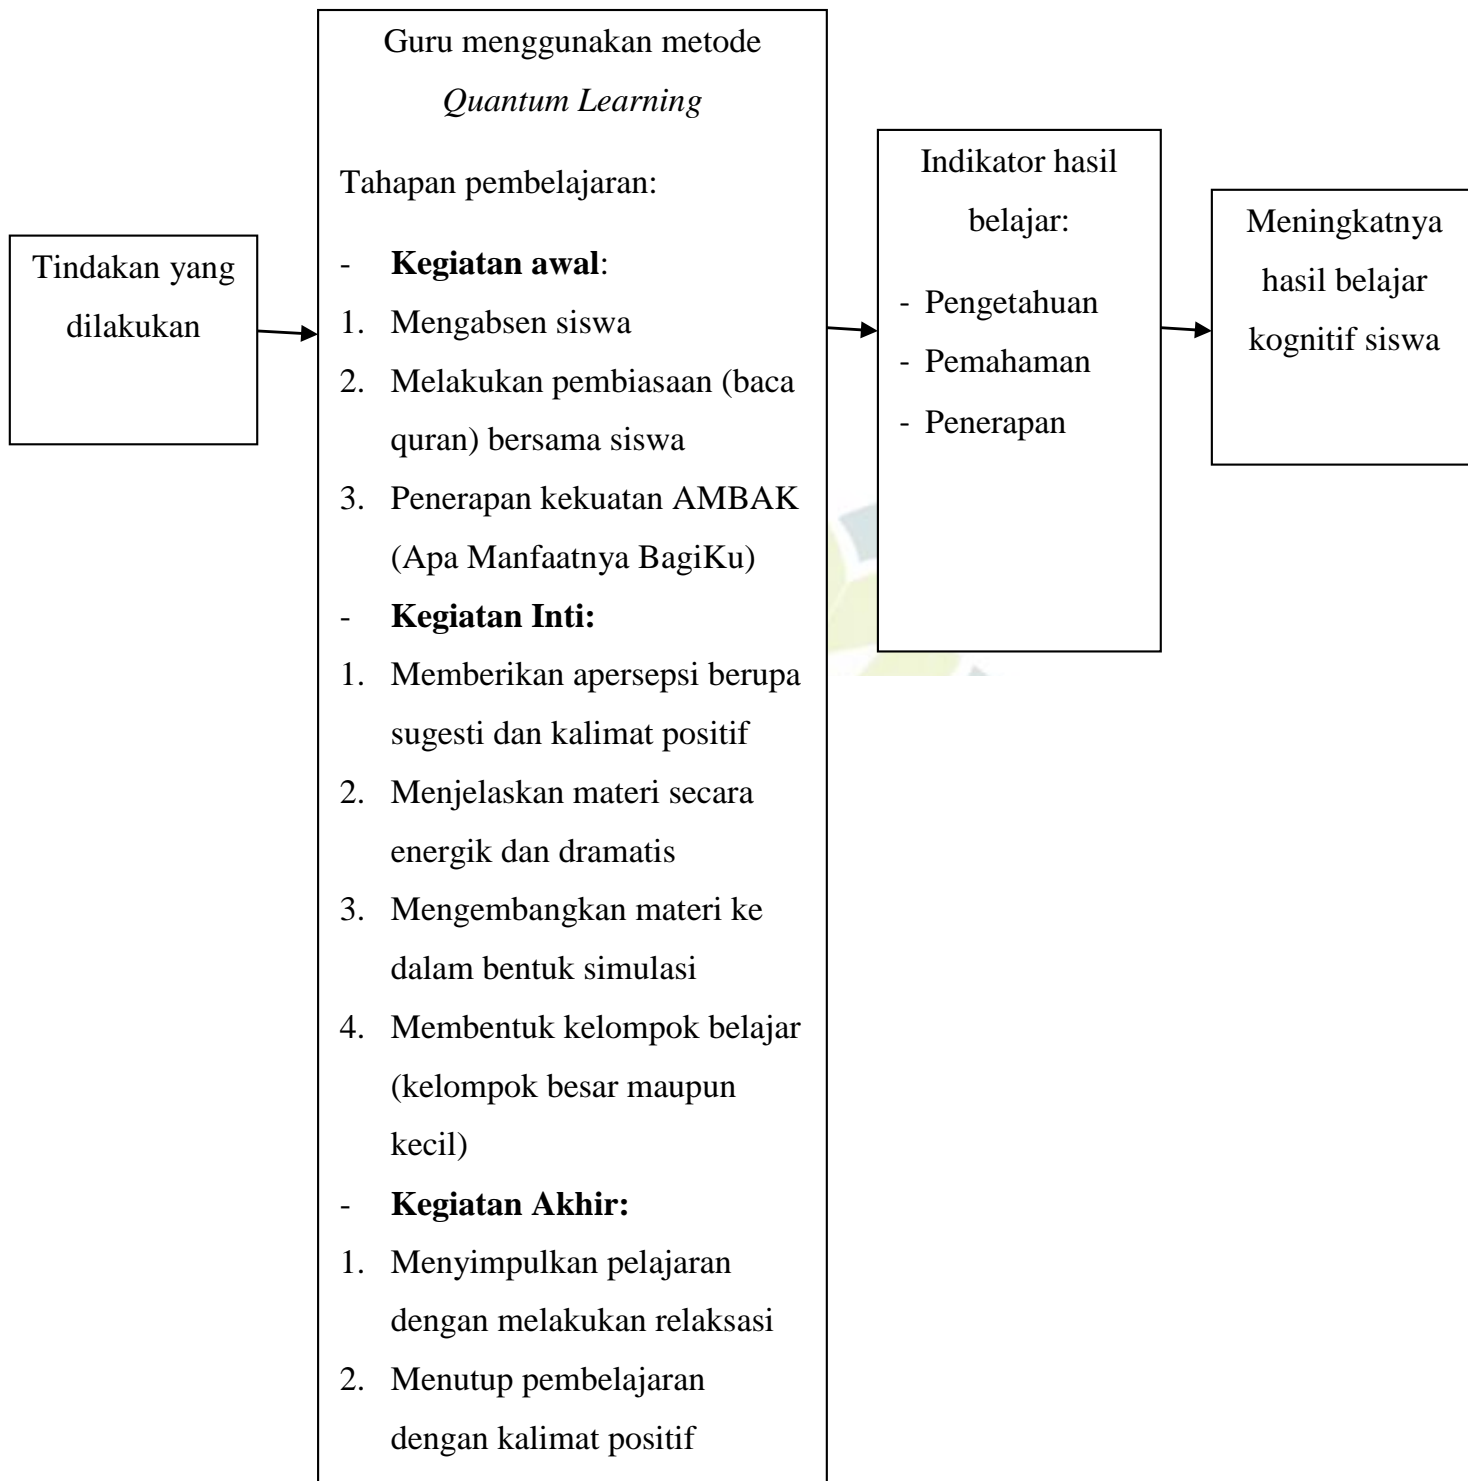 Tindakan yang
dilakukan
Guru menggunakan metode
Quantum Learning
Tahapan pembelajaran:
- Kegiatan awal:
1. Mengabsen siswa
2. Melakukan pembiasaan (baca
quran) bersama siswa
3. Penerapan kekuatan AMBAK
(Apa Manfaatnya BagiKu)
- Kegiatan Inti:
1. Memberikan apersepsi berupa
sugesti dan kalimat positif
2. Menjelaskan materi secara
energik dan dramatis
3. Mengembangkan materi ke
dalam bentuk simulasi
4. Membentuk kelompok belajar
(kelompok besar maupun
kecil)
- Kegiatan Akhir:
1. Menyimpulkan pelajaran
dengan melakukan relaksasi
2. Menutup pembelajaran
dengan kalimat positif
Indikator hasil
belajar:
- Pengetahuan
- Pemahaman
- Penerapan
Meningkatnya
hasil belajar
kognitif siswa